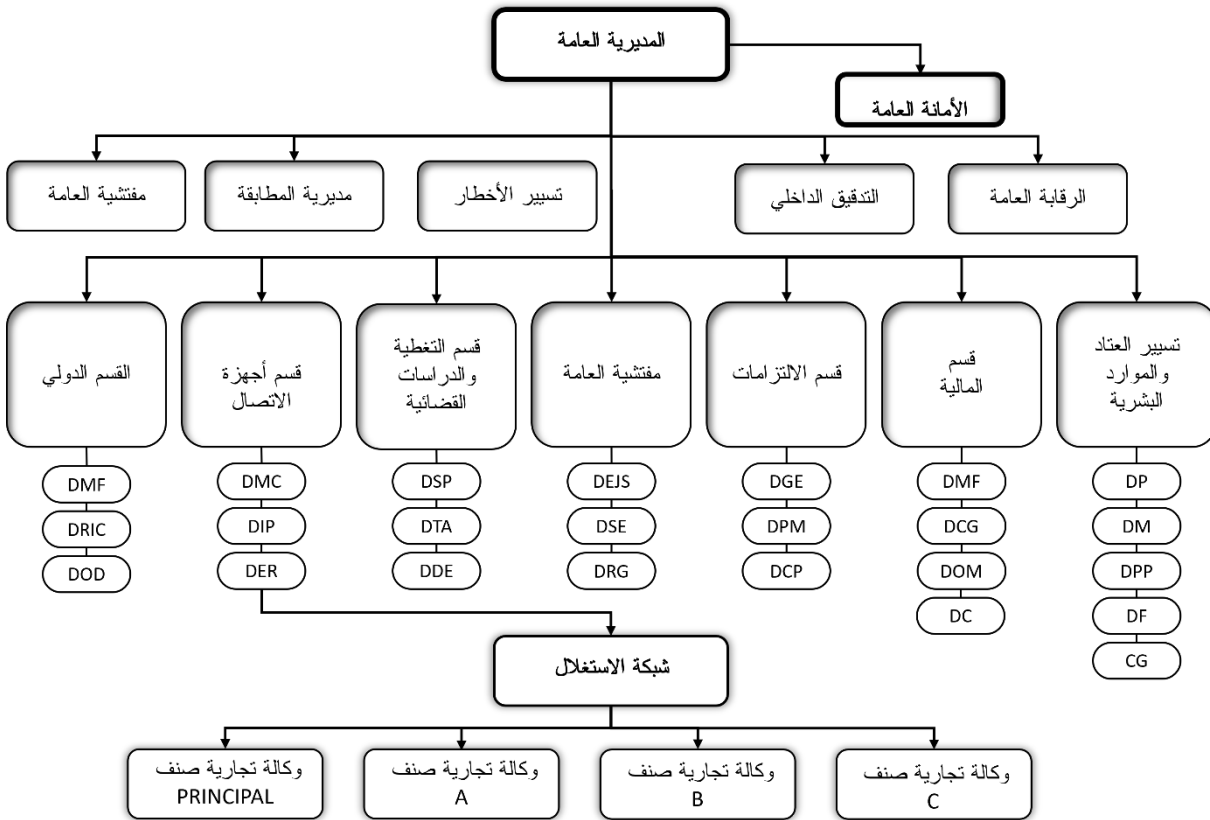 المديرية العامة
الأمانة العامة
الرقابة العامة
التدقيق الداخلي
تسيير الأخطار
مديرية المطابقة
مفتشية العامة
تسيير العتاد
والموارد
البشرية
قسم
المالية
قسم الالتزامات
مفتشية العامة
قسم التغطية
والدراسات
القضائية
قسم أجهزة
الاتصال
القسم الدولي
DP
DM
DPP
DF
CG
DMF
DCG
DOM
DC
DGE
DPM
DCP
DEJS
DSE
DRG
DSP
DTA
DDE
DMC
DIP
DER
DMF
DRIC
DOD
شبكة الاستغلال
وكالة تجارية صنف
PRINCIPAL
وكالة تجارية صنف
A
وكالة تجارية صنف
B
وكالة تجارية صنف
C